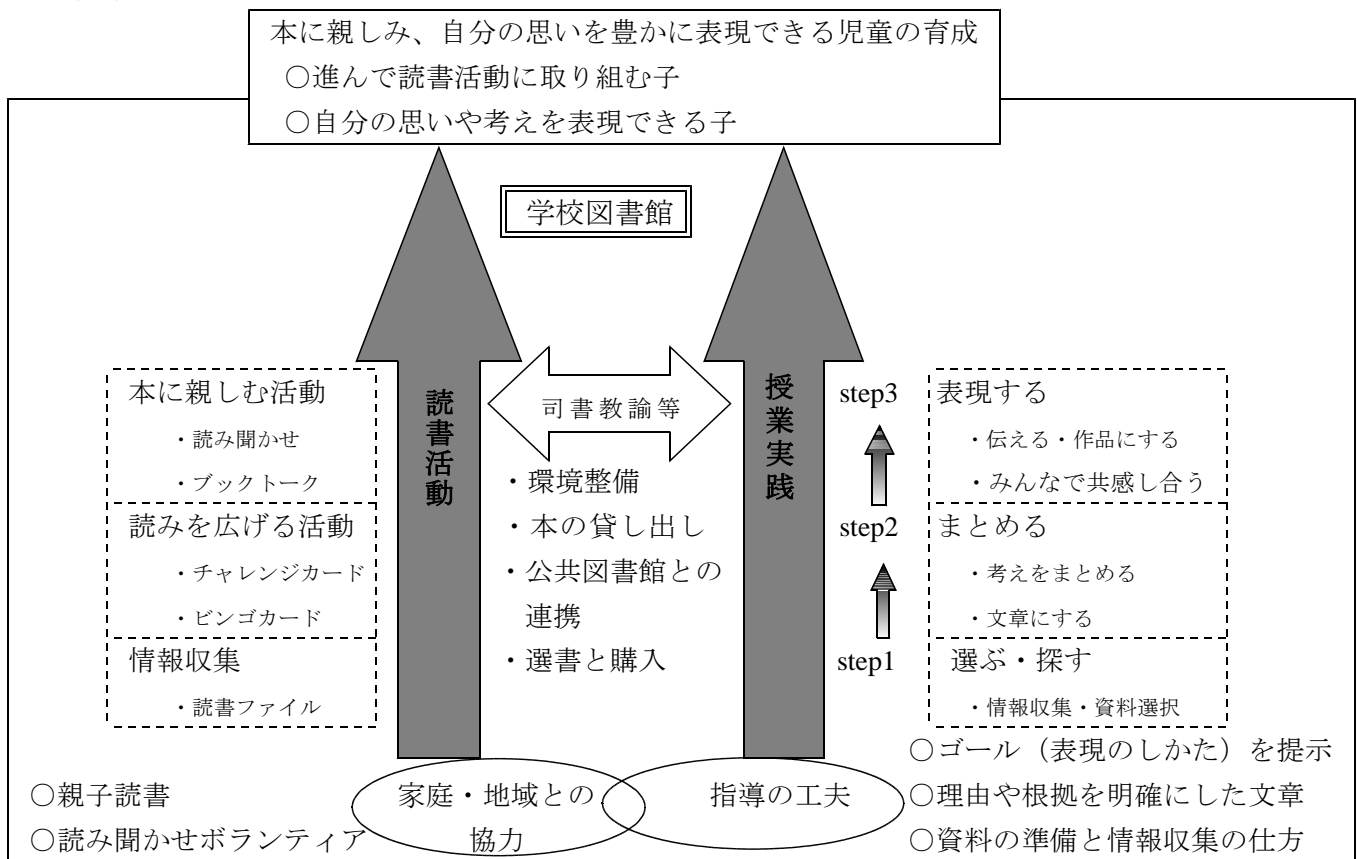 本に親しみ、自分の思いを豊かに表現できる児童の育成
○進んで読書活動に取り組む子
○自分の思いや考えを表現できる子
学校図書館
読書活動
授業実践
司書教諭等
・環境整備
・本の貸し出し
・公共図書館との
連携
・選書と購入
本に親しむ活動
・読み聞かせ
・ブックトーク
読みを広げる活動
・チャレンジカード
・ビンゴカード
情報収集
・読書ファイル
step3
表現する
・伝える・作品にする
・みんなで共感し合う
step2
まとめる
・考えをまとめる
・文章にする
step1
選ぶ・探す
・情報収集・資料選択
○親子読書
○読み聞かせボランティア
家庭・地域との
協力
指導の工夫
○ゴール（表現のしかた）を提示
○理由や根拠を明確にした文章
○資料の準備と情報収集の仕方